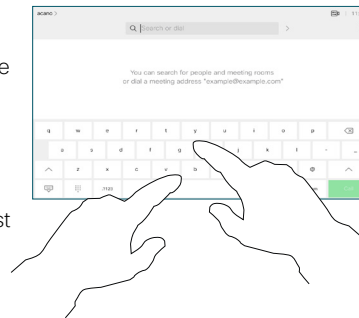 acano >
Search or dial
e
You can search for people and meeting rooms
or dial a meeting address "example@example.com"
q w e r t y u i o p
a s d f g j k l
z x c v b @
.?123
st